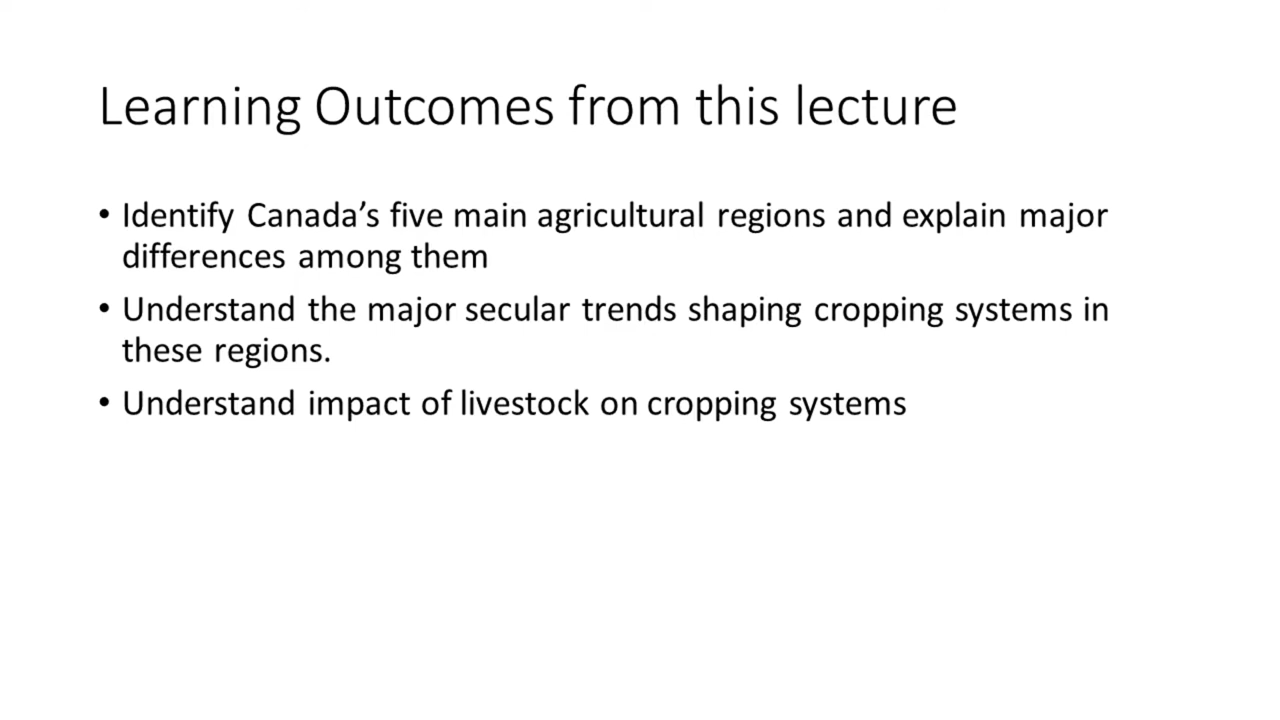 Learning Outcomes from this lecture
• Identify Canada’s five main agricultural regions and explain major
differences among them
• Understand the major secular trends shaping cropping systems in
these regions.
• Understand impact of livestock on cropping systems